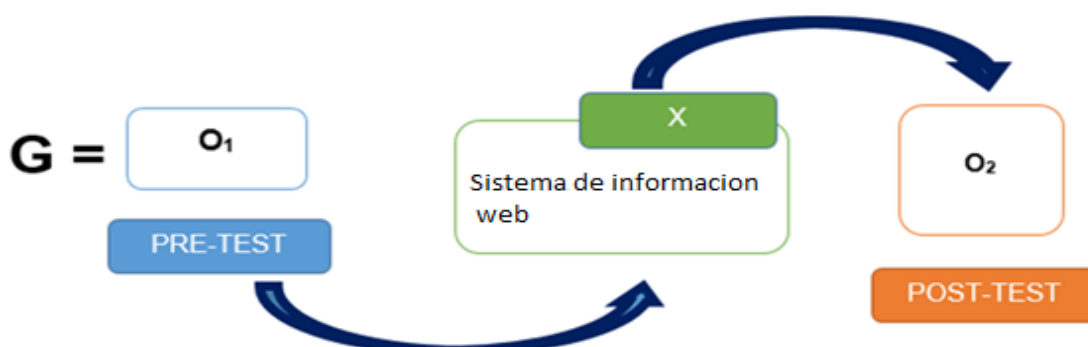 G =
O₁
PRE-TEST
X
Sistema de informacion
web
O₂
POST-TEST